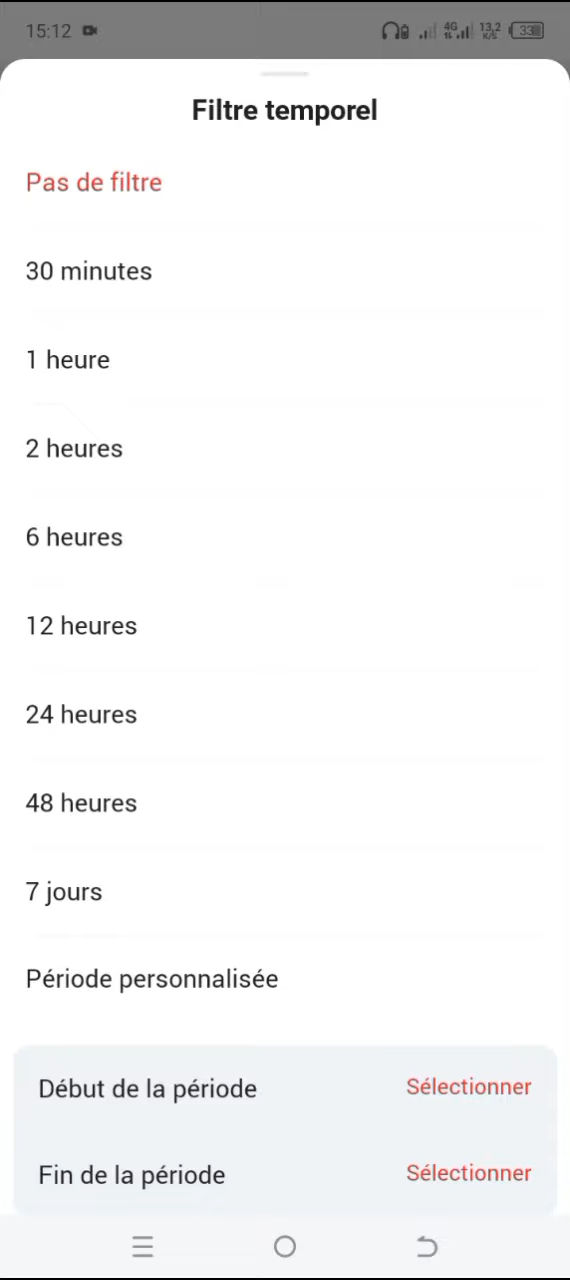 15:12 4G 13,2 K/S 33
Filtre temporel
Pas de filtre
30 minutes
1 heure
2 heures
6 heures
12 heures
24 heures
48 heures
7 jours
Période personnalisée
Début de la période Sélectionner
Fin de la période Sélectionner